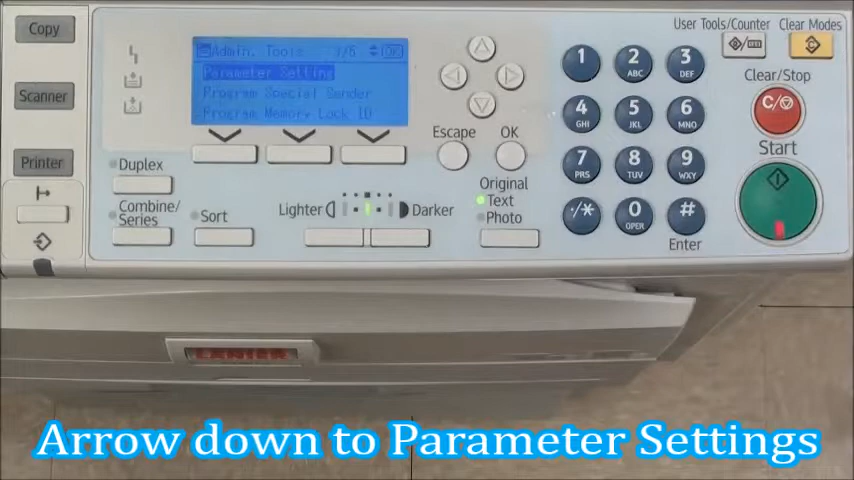 Copy
Scanner
Printer
Admin. Tools 3/5 OK
Parameter Setting
Program Special Sender
Program Memory Lock ID
Escape
OK
Duplex
Combine/
Series
Sort
Lighter
Darker
Original
Text
Photo
1
2
ABC
3
DEF
4
GHI
5
JKL
6
MNO
7
PRS
8
TUV
9
WXY
·/*
0
OPER
#
Enter
User Tools/Counter
Clear Modes
C
Clear/Stop
C/
Start
LANIER
Arrow down to Parameter Settings